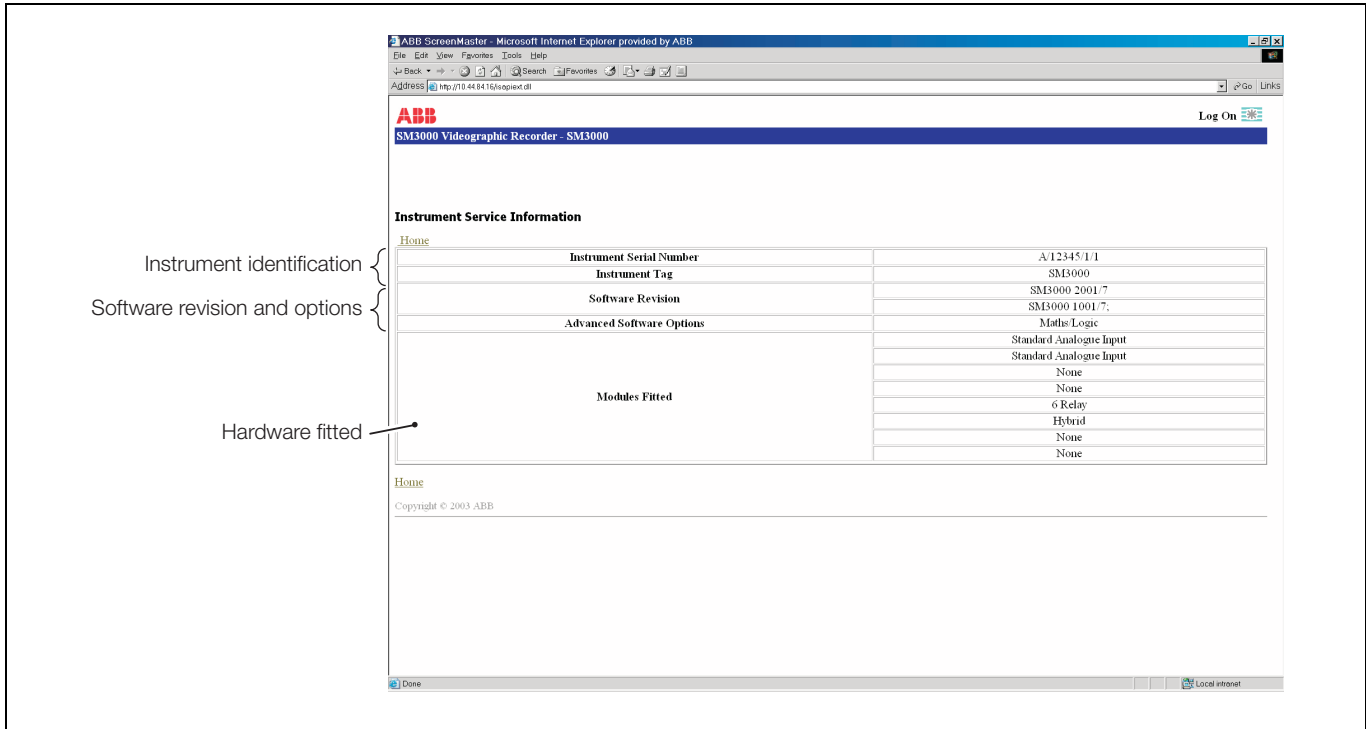 ABB ScreenMaster - Microsoft Internet Explorer provided by ABB
File Edit View Favorites Tools Help
Back Search Favorites
Address http://10.44.84.16/isapiext.dll Go Links
ABB
Log On
SM3000 Videographic Recorder - SM3000
Instrument Service Information
Home
Instrument identification
Instrument Serial Number A/12345/1/1
Instrument Tag SM3000
Software revision and options
Software Revision SM3000 2001/7
SM3000 1001/7;
Advanced Software Options Maths/Logic
Hardware fitted
Modules Fitted
Standard Analogue Input
Standard Analogue Input
None
None
6 Relay
Hybrid
None
None
Home
Copyright © 2003 ABB
Done Local intranet